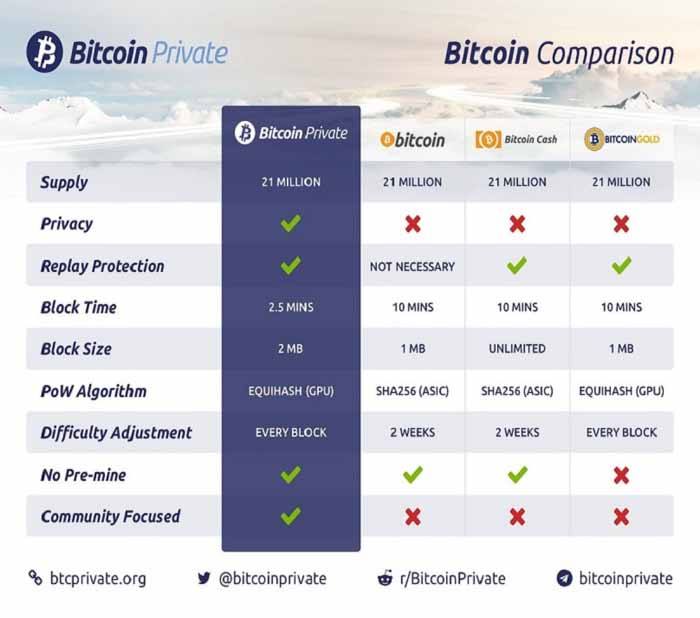 Bitcoin Private
Bitcoin Comparison
Bitcoin Private bitcoin Bitcoin Cash BITCOINGOLD
Supply 21 MILLION 21 MILLION 21 MILLION 21 MILLION
Privacy
Replay Protection NOT NECESSARY
Block Time 2.5 MINS 10 MINS 10 MINS 10 MINS
Block Size 2 MB 1 MB UNLIMITED 1 MB
PoW Algorithm EQUIHASH (GPU) SHA256 (ASIC) SHA256 (ASIC) EQUIHASH (GPU)
Difficulty Adjustment EVERY BLOCK 2 WEEKS 2 WEEKS EVERY BLOCK
No Pre-mine
Community Focused
btcprivate.org @bitcoinprivate r/BitcoinPrivate bitcoinprivate